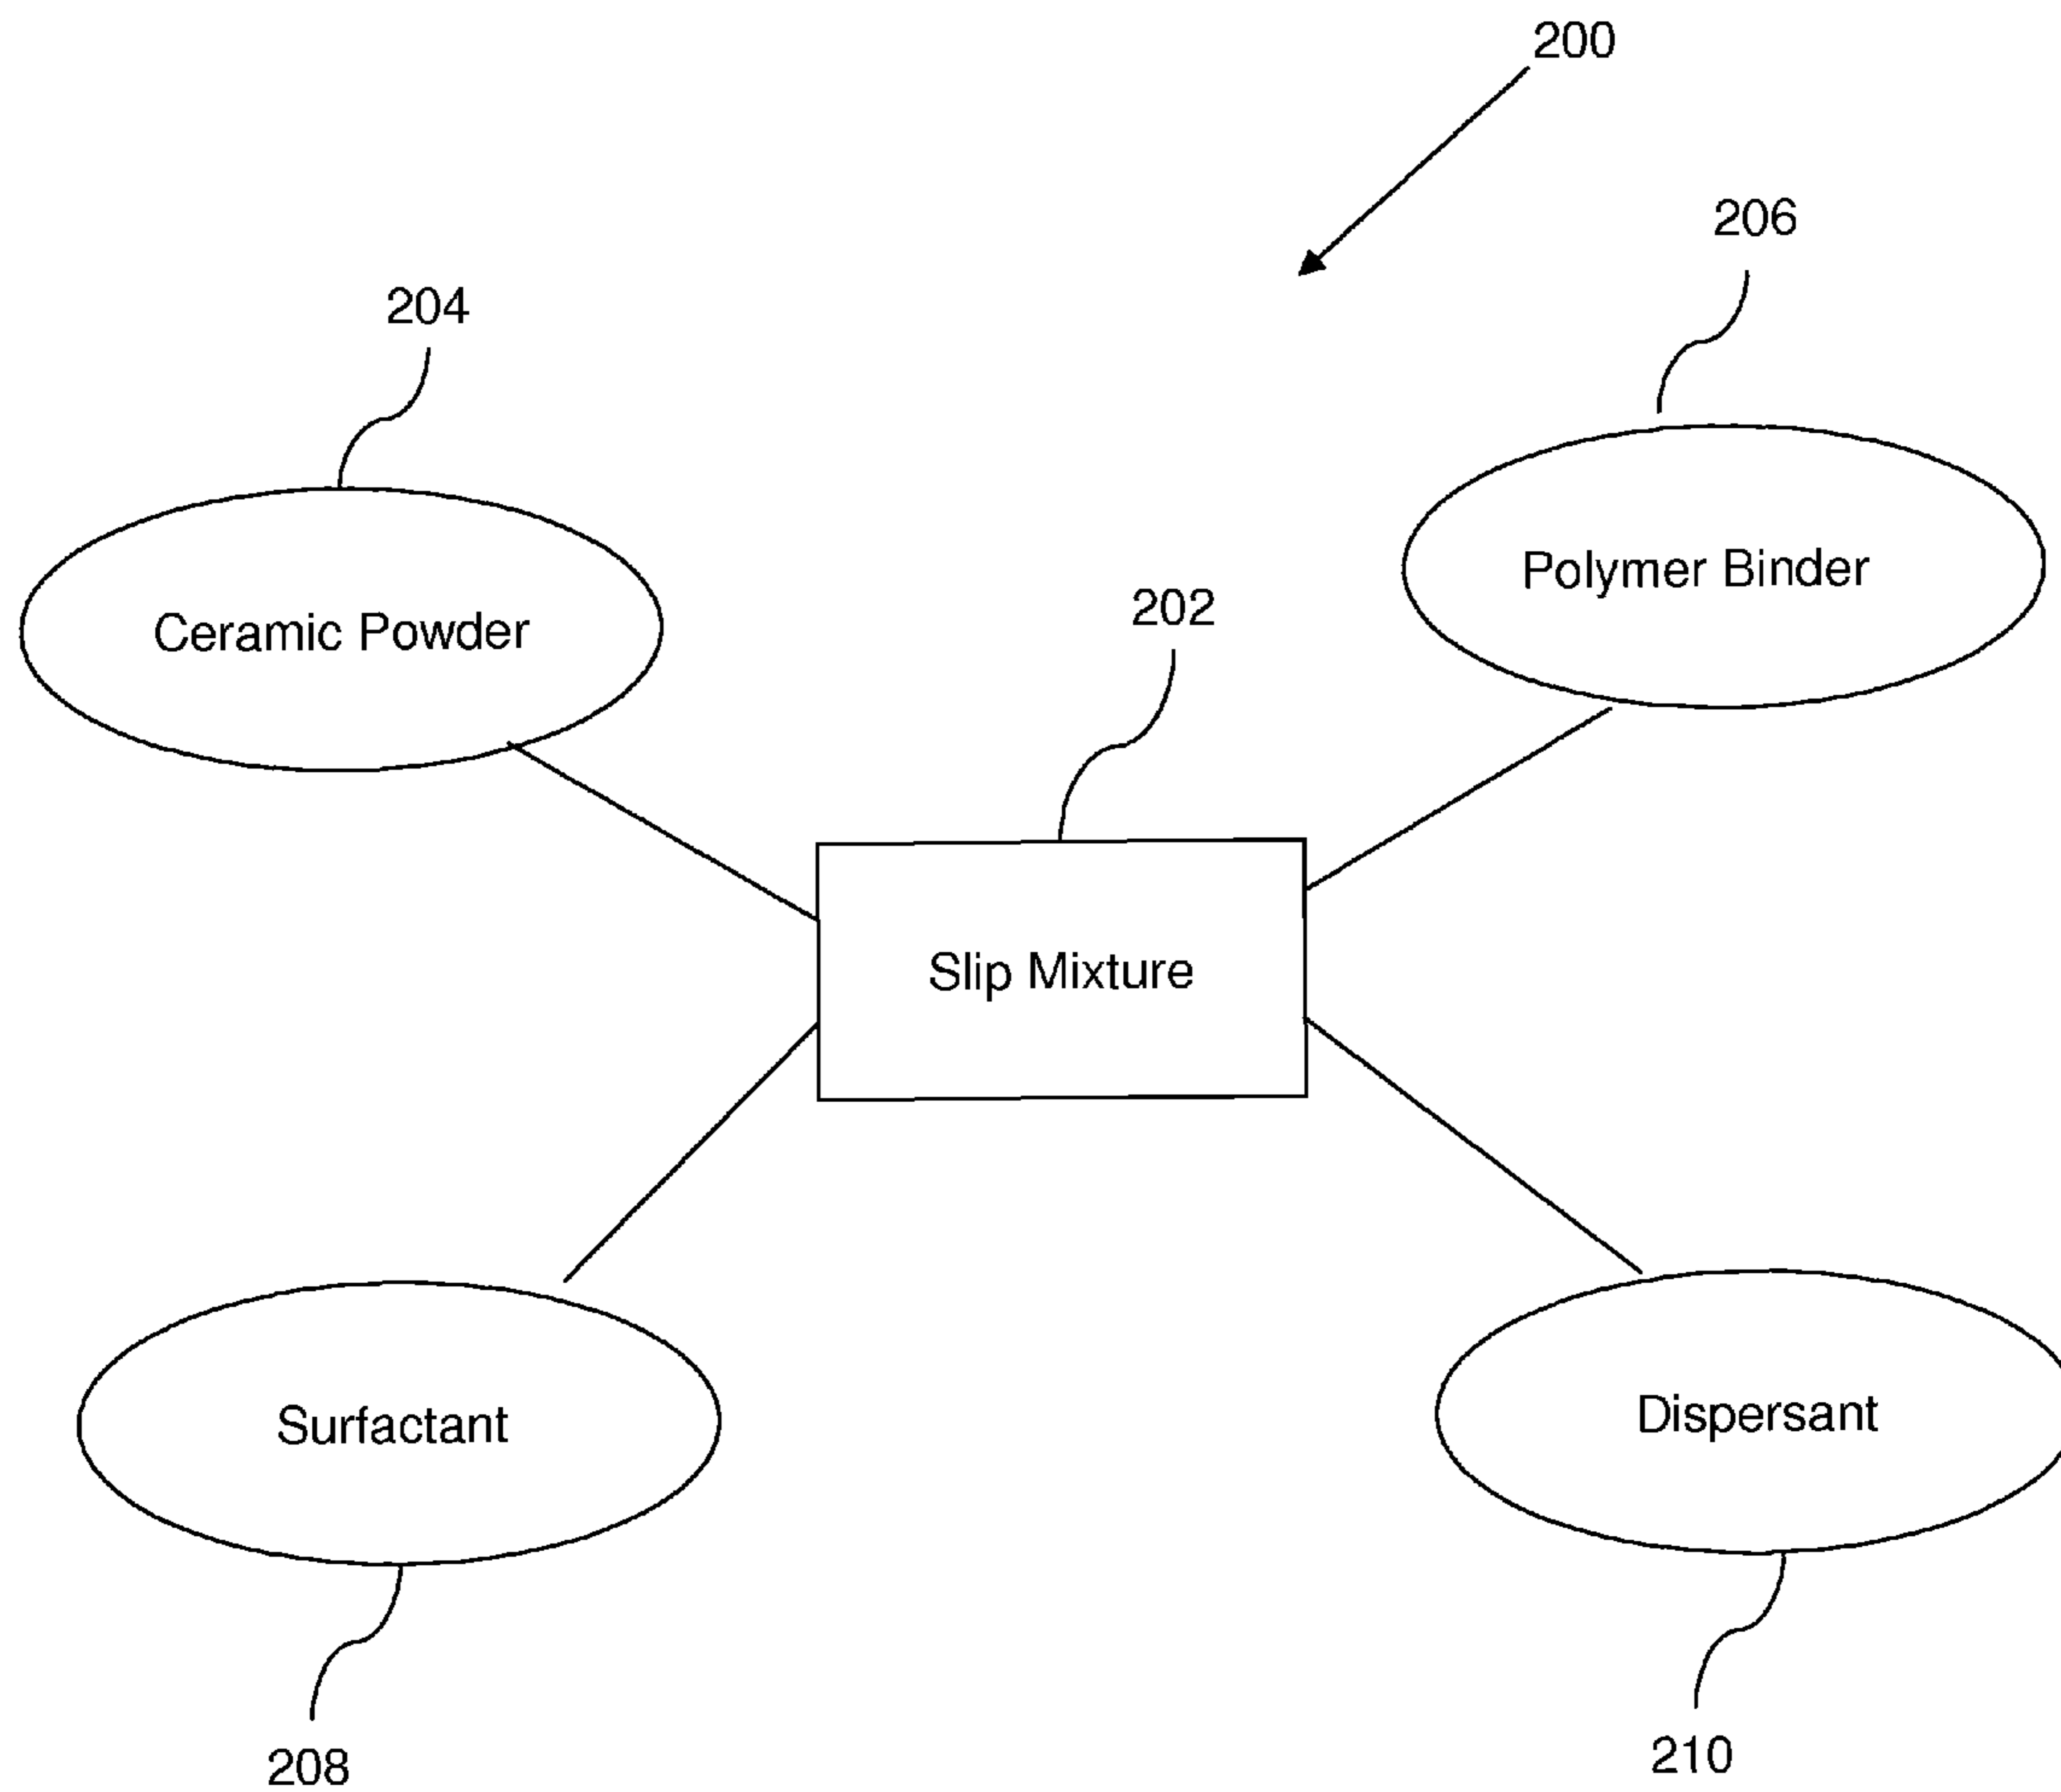 200
206
204
Polymer Binder
202
Ceramic Powder
Slip Mixture
Surfactant
Dispersant
208
210